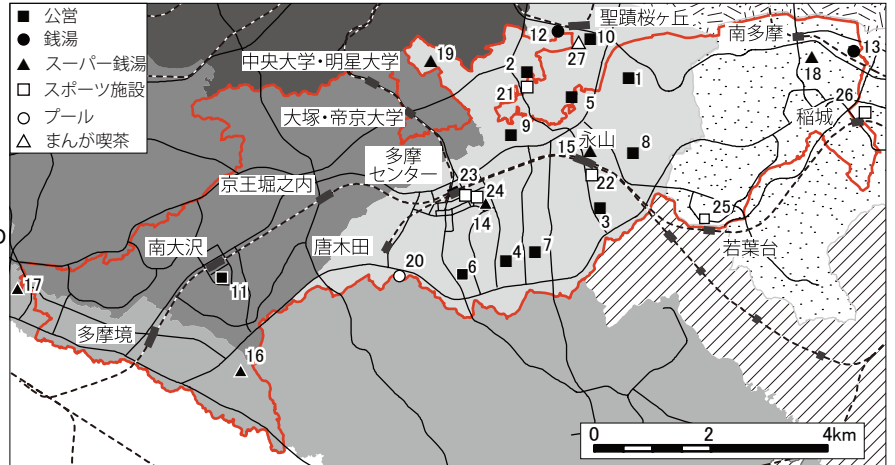 ■ 公営
● 銭湯
▲ スーパー銭湯
□ スポーツ施設
○ プール
△ まんが喫茶
聖蹟桜ヶ丘
南多摩
12
10
27
13
19
中央大学・明星大学
2
18
1
21
5
26
大塚・帝京大学
稲城
9
永山
15
8
多摩
センター
京王堀之内
23
24
22
25
14
3
南大沢
唐木田
若葉台
7
4
20
6
17
11
多摩境
16
0
2
4km